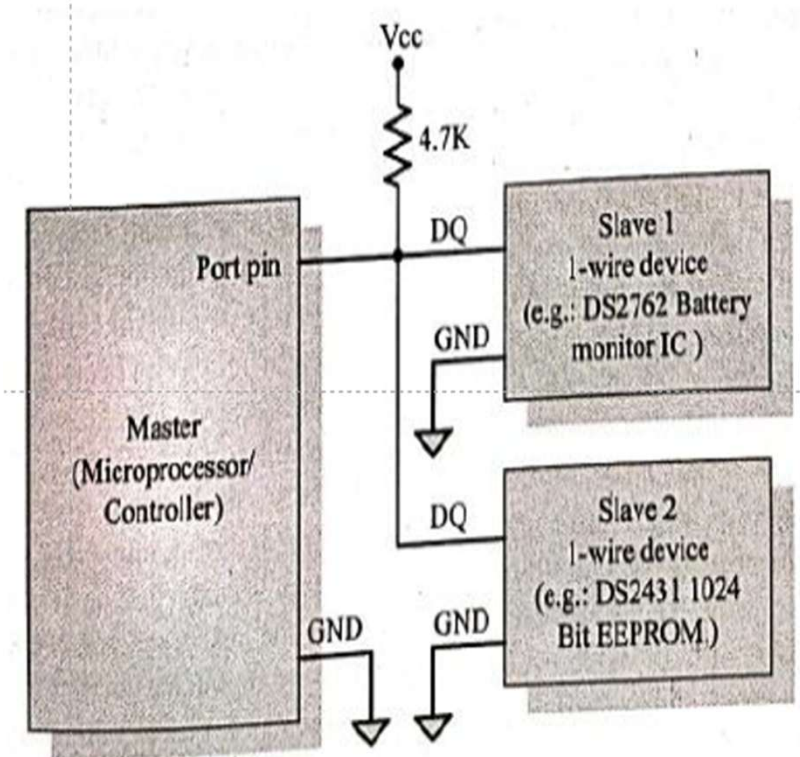 Vcc
4.7K
Port pin
DQ
Slave 1
1-wire device
(e.g.: DS2762 Battery
monitor IC )
GND
Master
(Microprocessor/
Controller)
DQ
Slave 2
1-wire device
(e.g.: DS2431 1024
Bit EEPROM.)
GND
GND